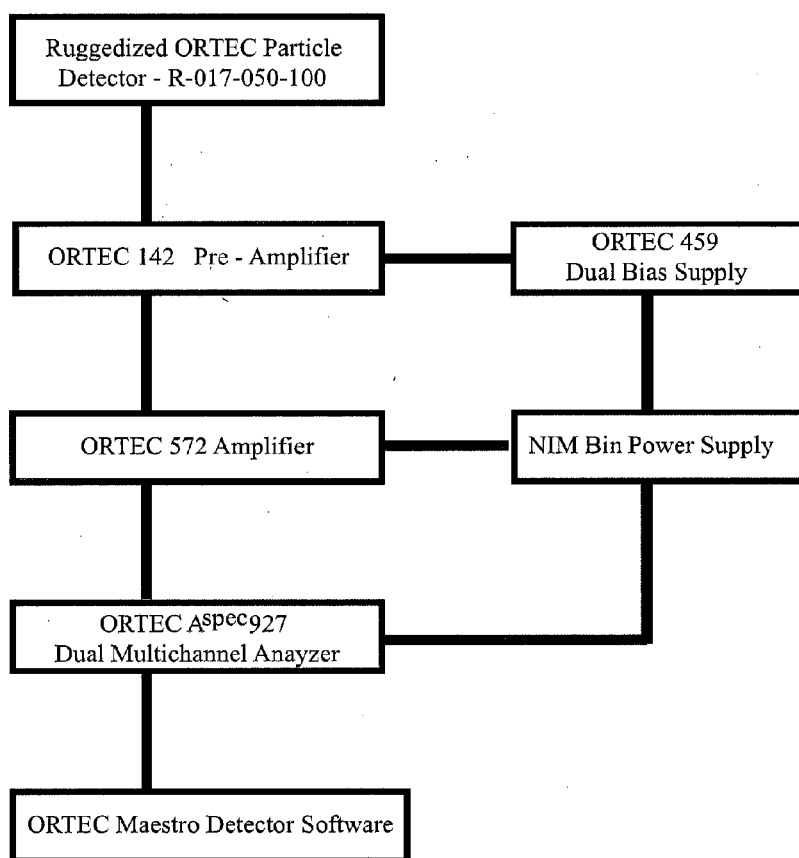 Ruggedized ORTEC Particle
Detector - R-017-050-100
ORTEC 142 Pre - Amplifier
ORTEC 459
Dual Bias Supply
ORTEC 572 Amplifier
NIM Bin Power Supply
ORTEC Aspec927
Dual Multichannel Anayzer
ORTEC Maestro Detector Software